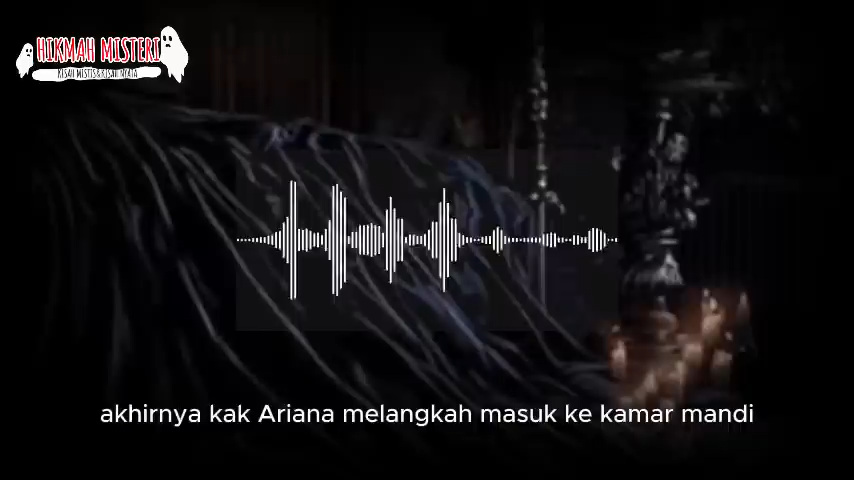 HIKMAH MISTERI
KISAH MISTIS & KISAH NYATA
akhirnya kak Ariana melangkah masuk ke kamar mandi